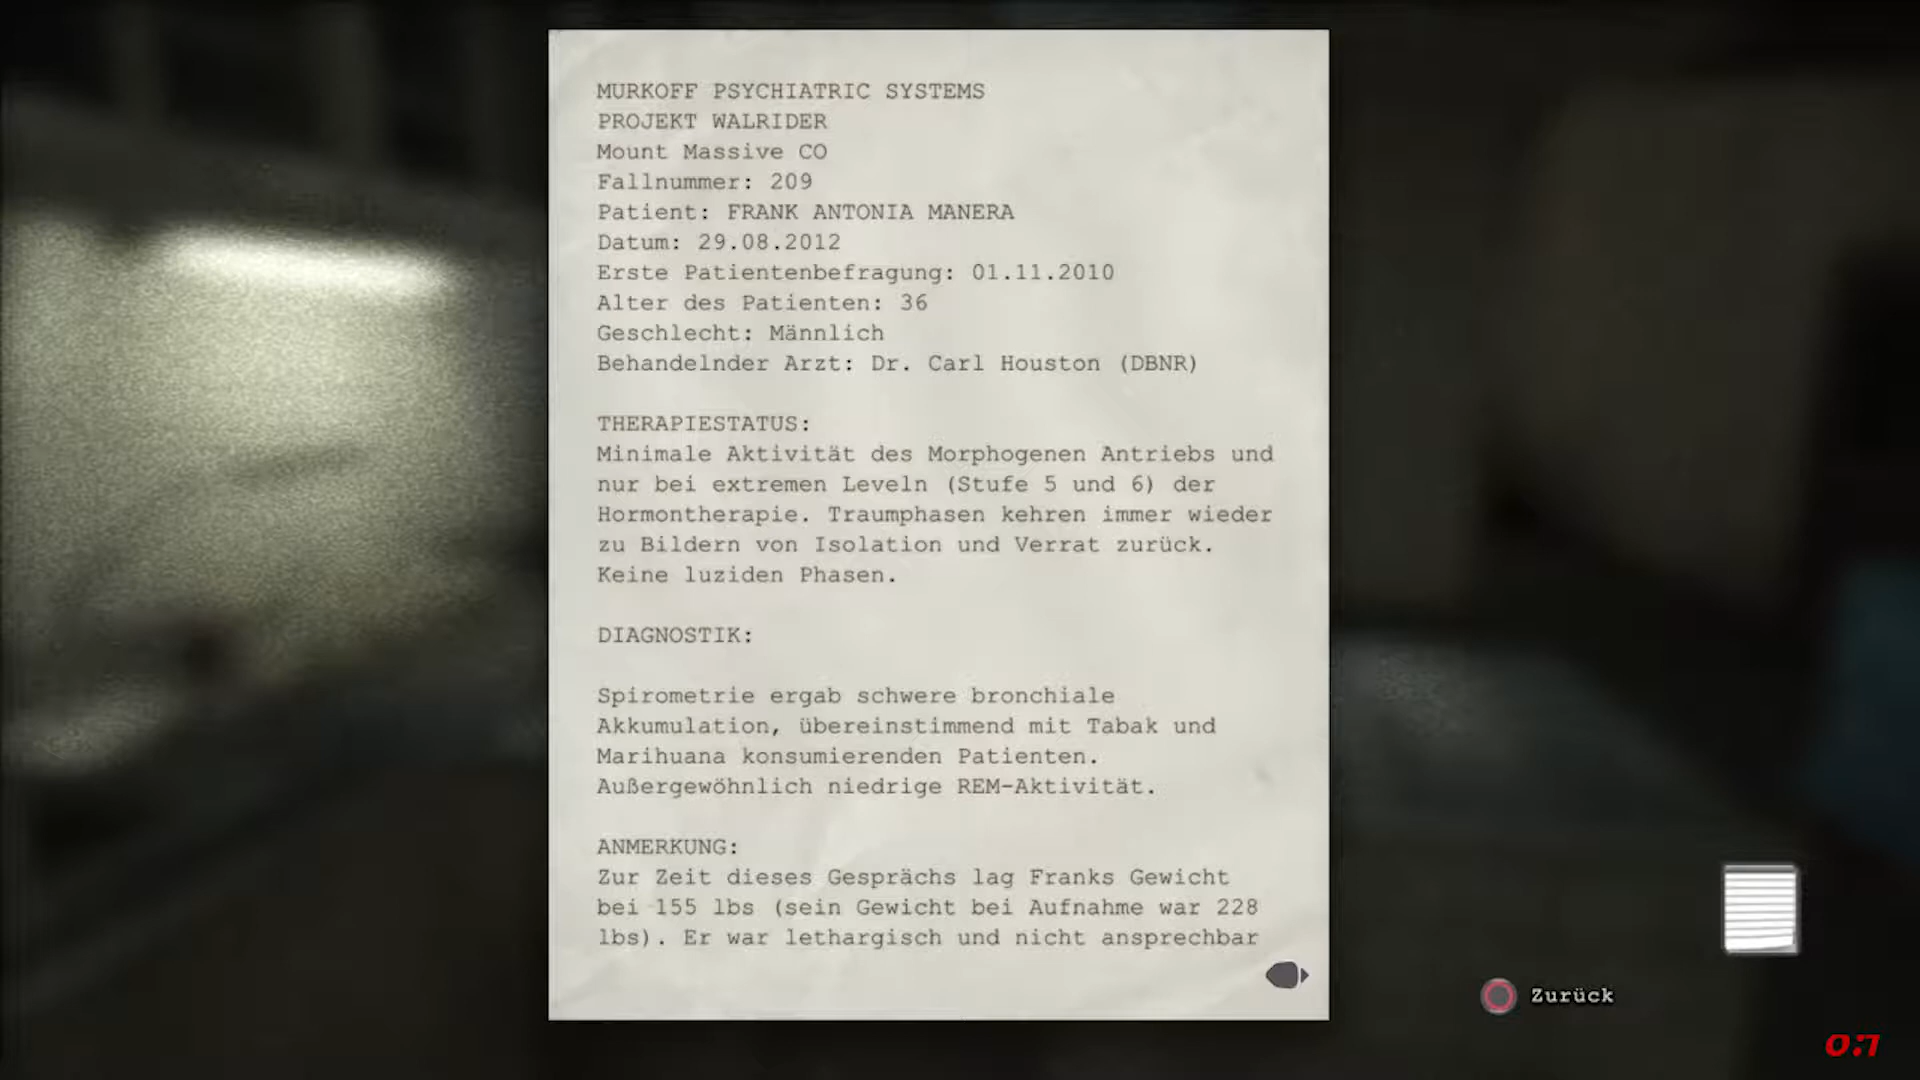 MURKOFF PSYCHIATRIC SYSTEMS
PROJEKT WALRIDER
Mount Massive CO
Fallnummer: 209
Patient: FRANK ANTONIA MANERA
Datum: 29.08.2012
Erste Patientenbefragung: 01.11.2010
Alter des Patienten: 36
Geschlecht: Männlich
Behandelnder Arzt: Dr. Carl Houston (DBNR)
THERAPIESTATUS:
Minimale Aktivität des Morphogenen Antriebs und
nur bei extremen Leveln (Stufe 5 und 6) der
Hormontherapie. Traumphasen kehren immer wieder
zu Bildern von Isolation und Verrat zurück.
Keine luziden Phasen.
DIAGNOSTIK:
Spirometrie ergab schwere bronchiale
Akkumulation, übereinstimmend mit Tabak und
Marihuana konsumierenden Patienten.
Außergewöhnlich niedrige REM-Aktivität.
ANMERKUNG:
Zur Zeit dieses Gesprächs lag Franks Gewicht
bei 155 lbs (sein Gewicht bei Aufnahme war 228
lbs). Er war lethargisch und nicht ansprechbar
Zurück